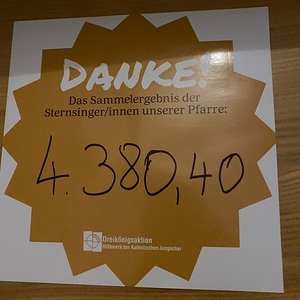 DANKE!
Das Sammelergebnis der
Sternsinger/innen unserer Pfarre:
4.380,40
Dreikönigsaktion
Hilfswerk der Katholischen Jungschar